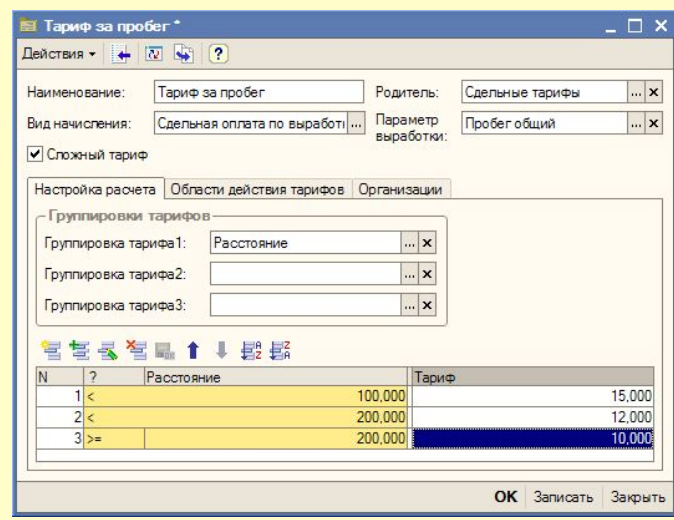 Тариф за пробег *
Действия
Наименование: Тариф за пробег Родитель: Сдельные тарифы ... x
Вид начисления: Сдельная оплата по выработ ... Параметр выработки: Пробег общий ... x
Сложный тариф
Настройка расчета Области действия тарифов Организации
Группировки тарифов
Группировка тарифа1: Расстояние ... x
Группировка тарифа2: ... x
Группировка тарифа3: ... x
N ? Расстояние Тариф
1 < 100,000 15,000
2 < 200,000 12,000
3 >= 200,000 10,000
OK Записать Закрыть